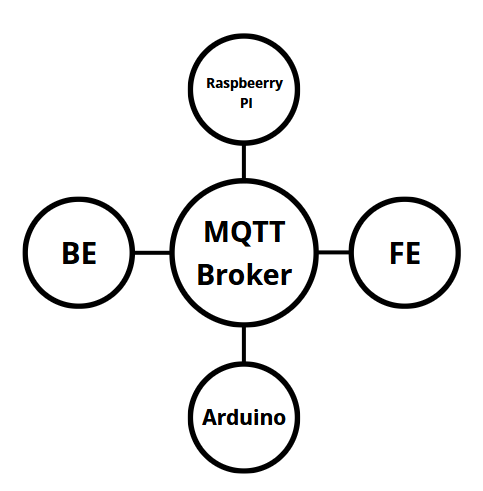 Raspbeerry
PI
BE
MQTT
Broker
FE
Arduino